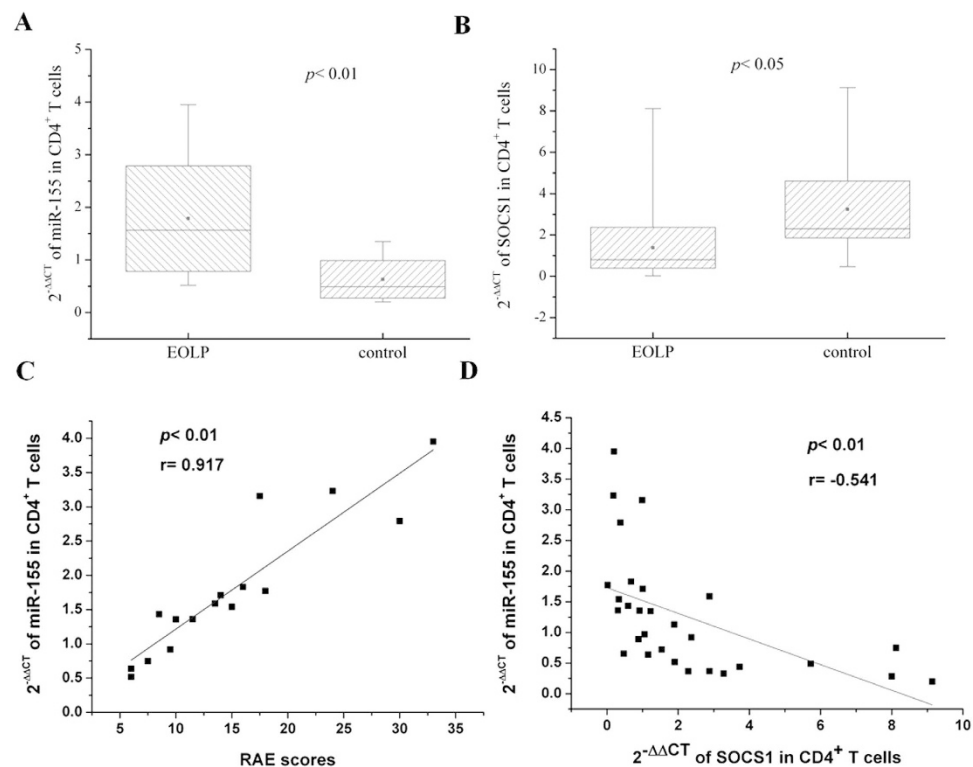 A
2^-ΔΔCT of miR-155 in CD4^+ T cells
5
4
3
2
1
0
p< 0.01
EOLP
control
B
2^-ΔΔCT of SOCS1 in CD4^+ T cells
10
8
6
4
2
0
-2
p< 0.05
EOLP
control
C
2^-ΔΔCT of miR-155 in CD4^+ T cells
4.0
3.5
3.0
2.5
2.0
1.5
1.0
0.5
0.0
p< 0.01
r= 0.917
5
10
15
20
25
30
35
RAE scores
D
2^-ΔΔCT of miR-155 in CD4^+ T cells
4.5
4.0
3.5
3.0
2.5
2.0
1.5
1.0
0.5
0.0
p< 0.01
r= -0.541
0
2
4
6
8
10
2^-ΔΔCT of SOCS1 in CD4^+ T cells